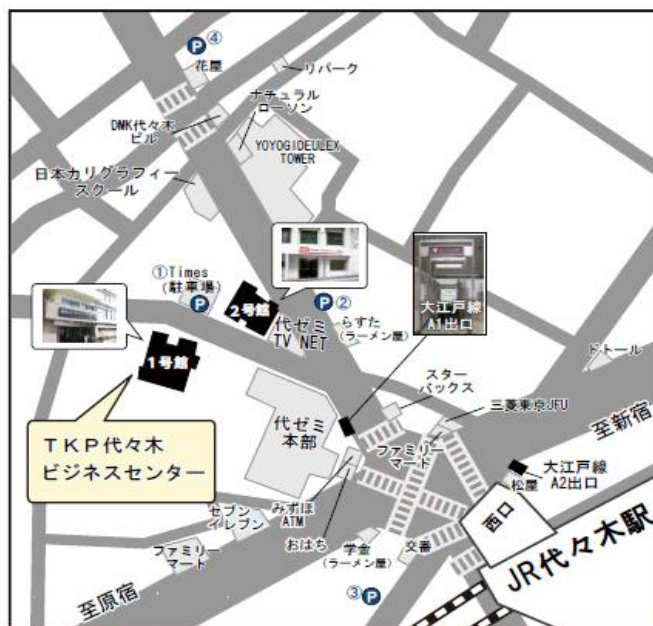 P ④
花屋
リパーク
ナチュラル
ローソン
DMK代々木
ビル
YOYOGIDEULEX
TOWER
日本カリグラフィー
スクール
①Times
(駐車場)
P
2号館
P ②
代ゼミ
TV NET
らすた
(ラーメン屋)
大江戸線
A1出口
1号館
ドトール
スター
バックス
三菱東京JFU
至新宿
TKP代々木
ビジネスセンター
代ゼミ
本部
ファミリー
マート
大江戸線
A2出口
松屋
西口
JR代々木駅
みずほ
ATM
おはち
セブン
イレブン
ファミリー
マート
学金
(ラーメン屋)
交番
至原宿
③ P